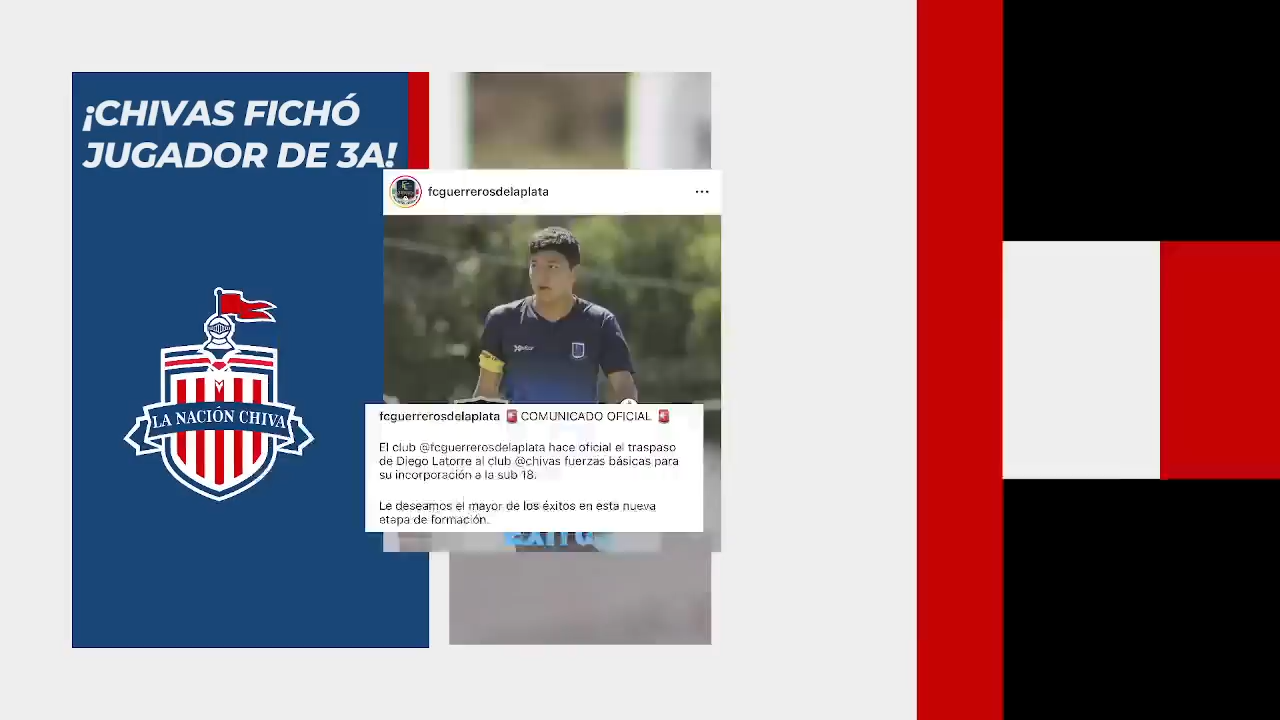 ¡CHIVAS FICHÓ
JUGADOR DE 3A!
LA NACIÓN CHIVA
fcguerrerosdelaplata
fcguerrerosdelaplata 🚨 COMUNICADO OFICIAL 🚨
El club @fcguerrerosdelaplata hace oficial el traspaso
de Diego Latorre al club @chivas fuerzas básicas para
su incorporación a la sub 18.
Le deseamos el mayor de los éxitos en esta nueva
etapa de formación.